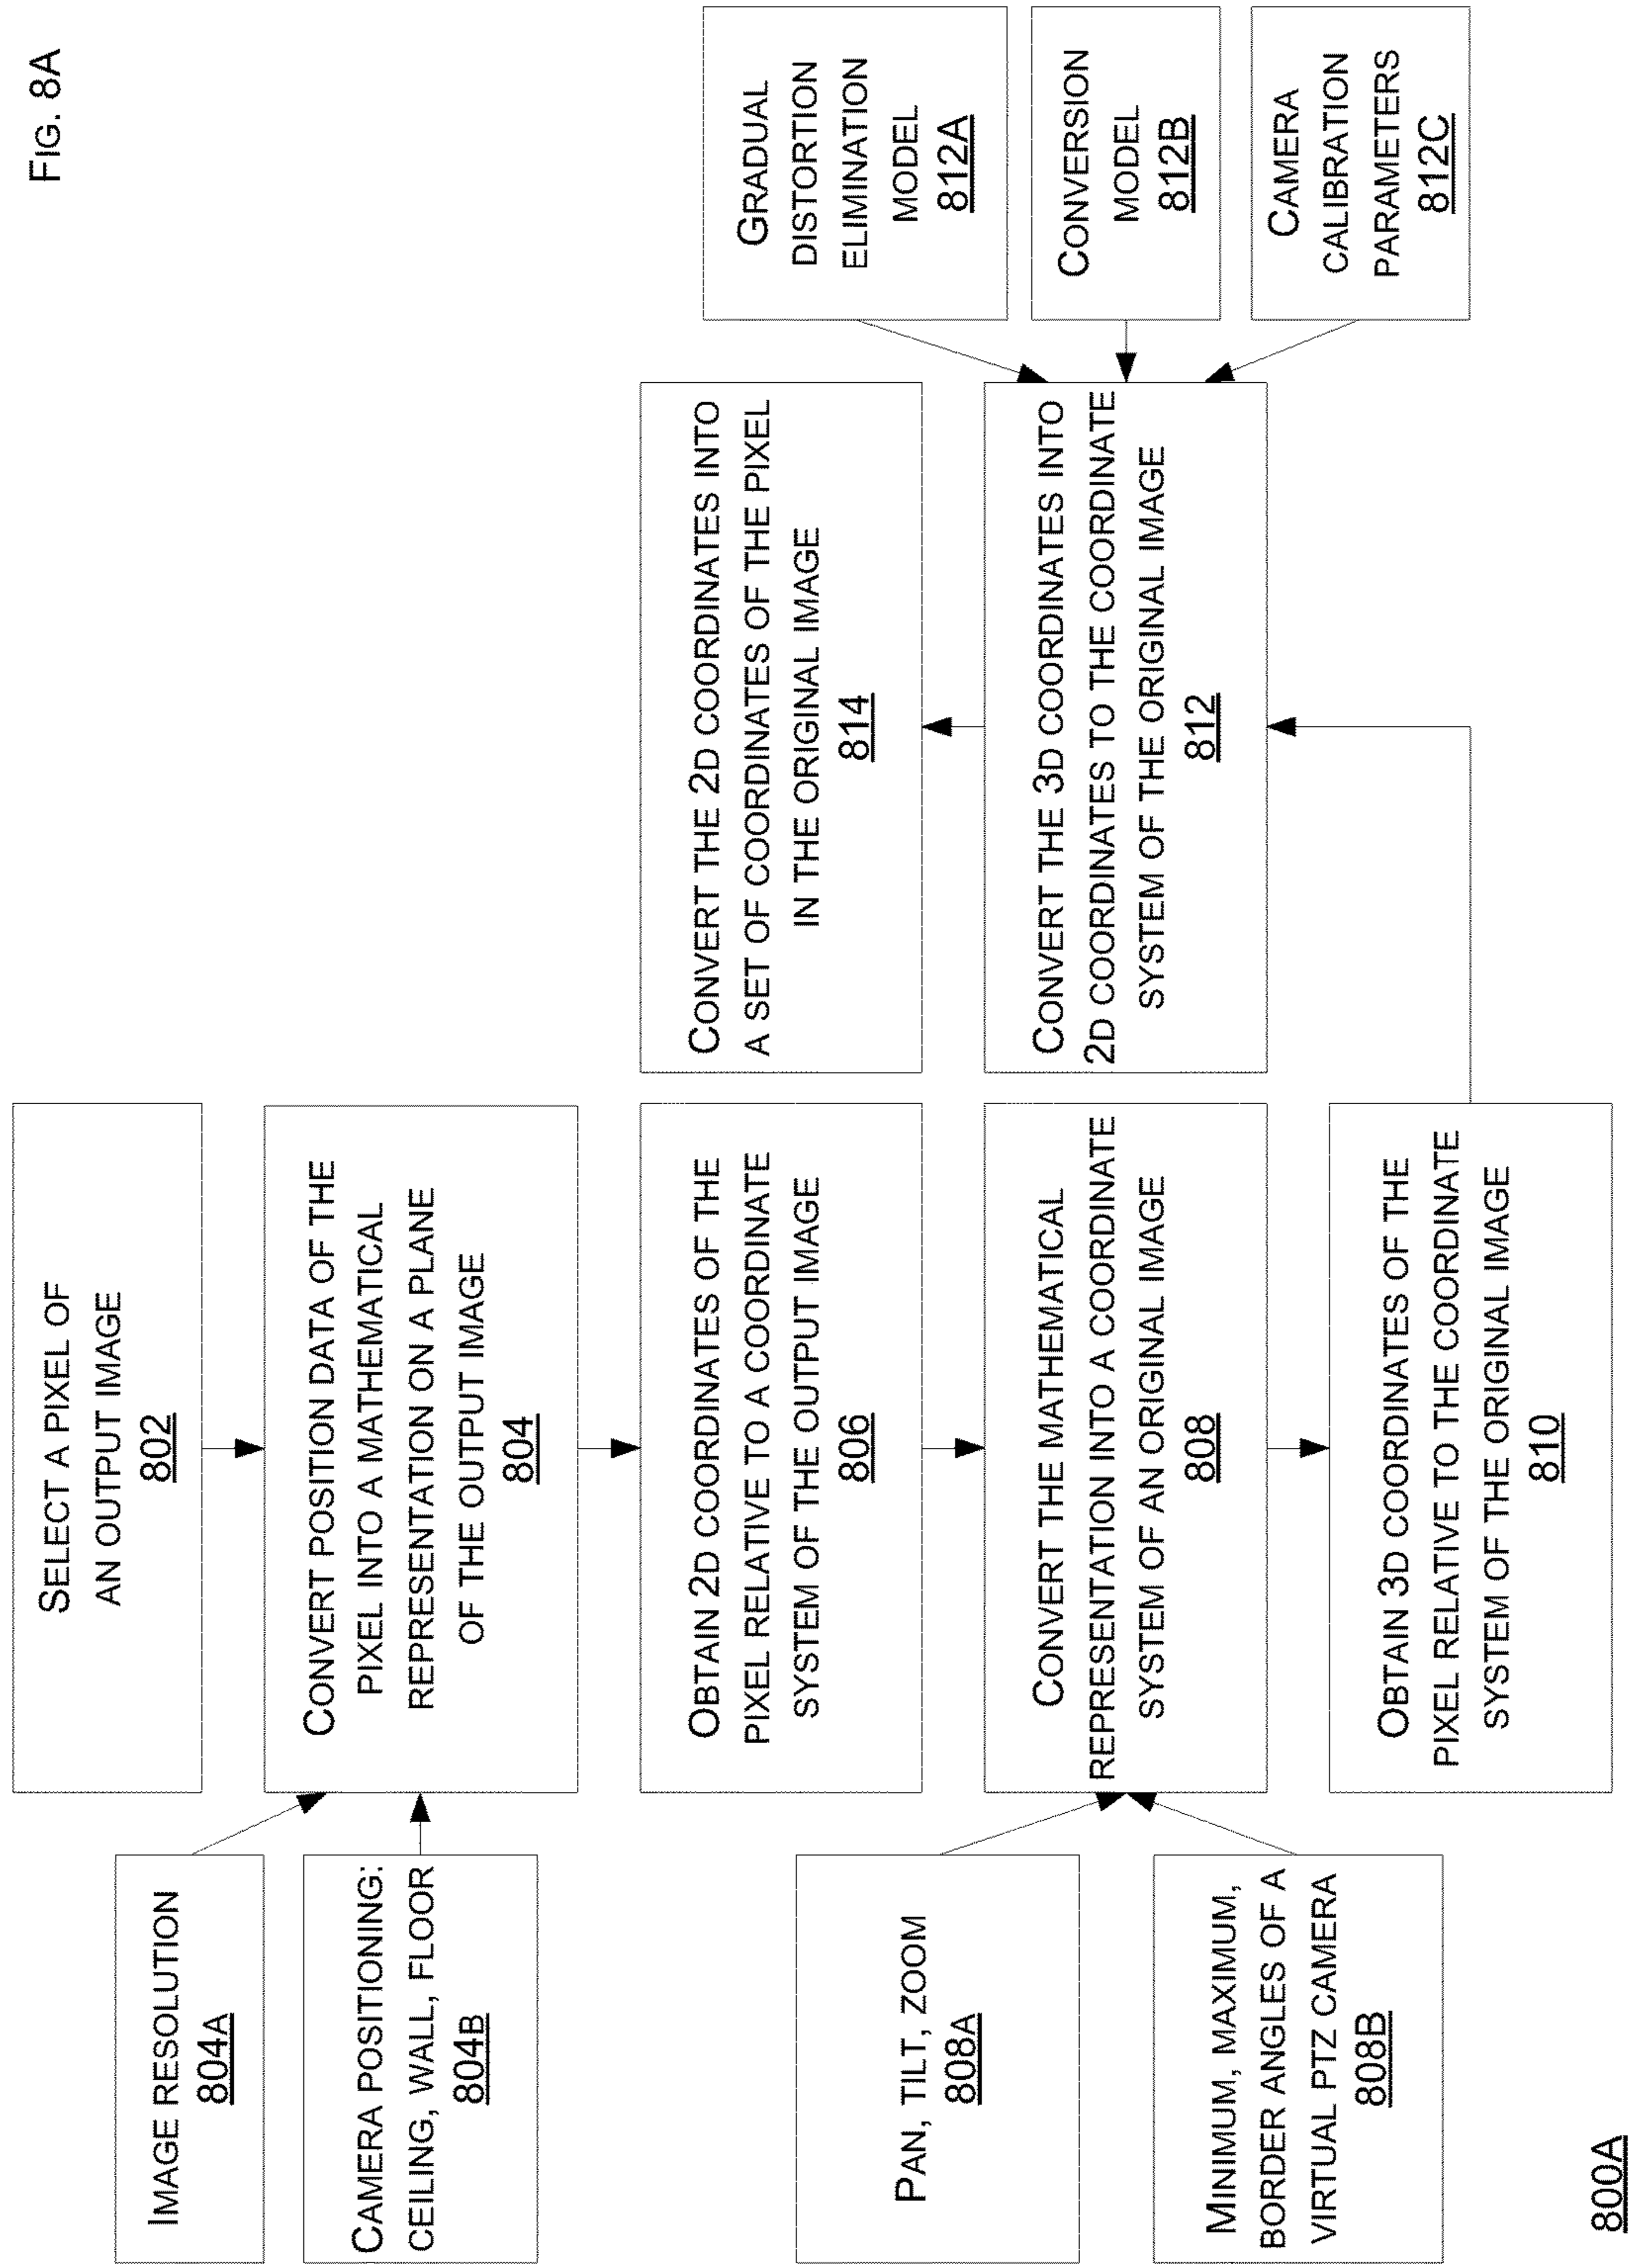 FIG. 8A
SELECT A PIXEL OF
AN OUTPUT IMAGE
802
IMAGE RESOLUTION
804A
CAMERA POSITIONING:
CEILING, WALL, FLOOR
804B
CONVERT POSITION DATA OF THE
PIXEL INTO A MATHEMATICAL
REPRESENTATION ON A PLANE
OF THE OUTPUT IMAGE
804
OBTAIN 2D COORDINATES OF THE
PIXEL RELATIVE TO A COORDINATE
SYSTEM OF THE OUTPUT IMAGE
806
PAN, TILT, ZOOM
808A
MINIMUM, MAXIMUM,
BORDER ANGLES OF A
VIRTUAL PTZ CAMERA
808B
CONVERT THE MATHEMATICAL
REPRESENTATION INTO A COORDINATE
SYSTEM OF AN ORIGINAL IMAGE
808
OBTAIN 3D COORDINATES OF THE
PIXEL RELATIVE TO THE COORDINATE
SYSTEM OF THE ORIGINAL IMAGE
810
CONVERT THE 3D COORDINATES INTO
2D COORDINATES TO THE COORDINATE
SYSTEM OF THE ORIGINAL IMAGE
812
GRADUAL
DISTORTION
ELIMINATION
MODEL
812A
CONVERSION
MODEL
812B
CAMERA
CALIBRATION
PARAMETERS
812C
CONVERT THE 2D COORDINATES INTO
A SET OF COORDINATES OF THE PIXEL
IN THE ORIGINAL IMAGE
814
800A